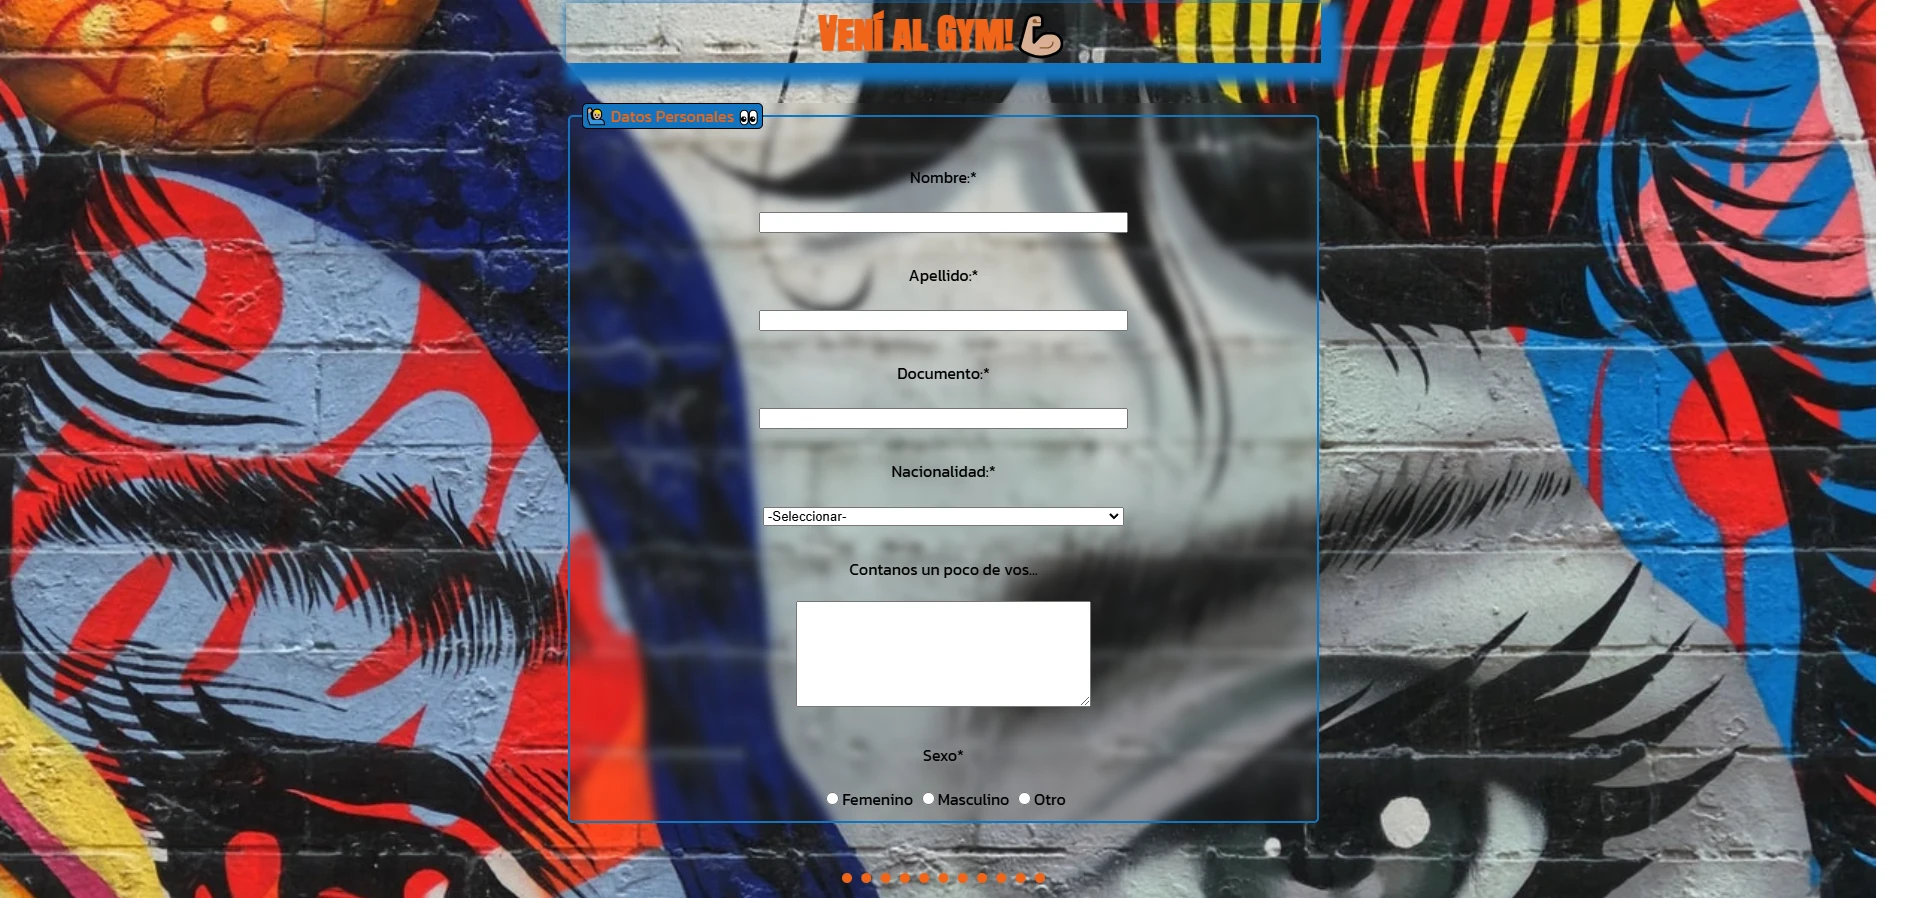 Vení al Gym! 💪
🙋 Datos Personales 👀
Nombre:*
Apellido:*
Documento:*
Nacionalidad:*
-Seleccionar-
Contanos un poco de vos...
Sexo*
Femenino Masculino Otro